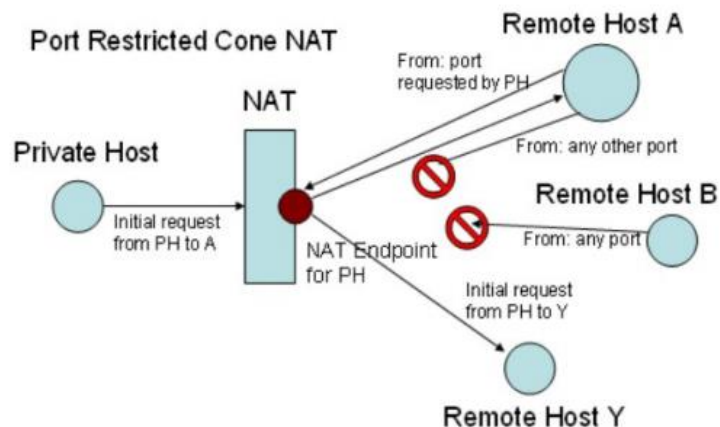 Port Restricted Cone NAT
Remote Host A
From: port
requested by PH
NAT
From: any other port
Private Host
Remote Host B
Initial request
from PH to A
From: any port
NAT Endpoint
for PH
Initial request
from PH to Y
Remote Host Y